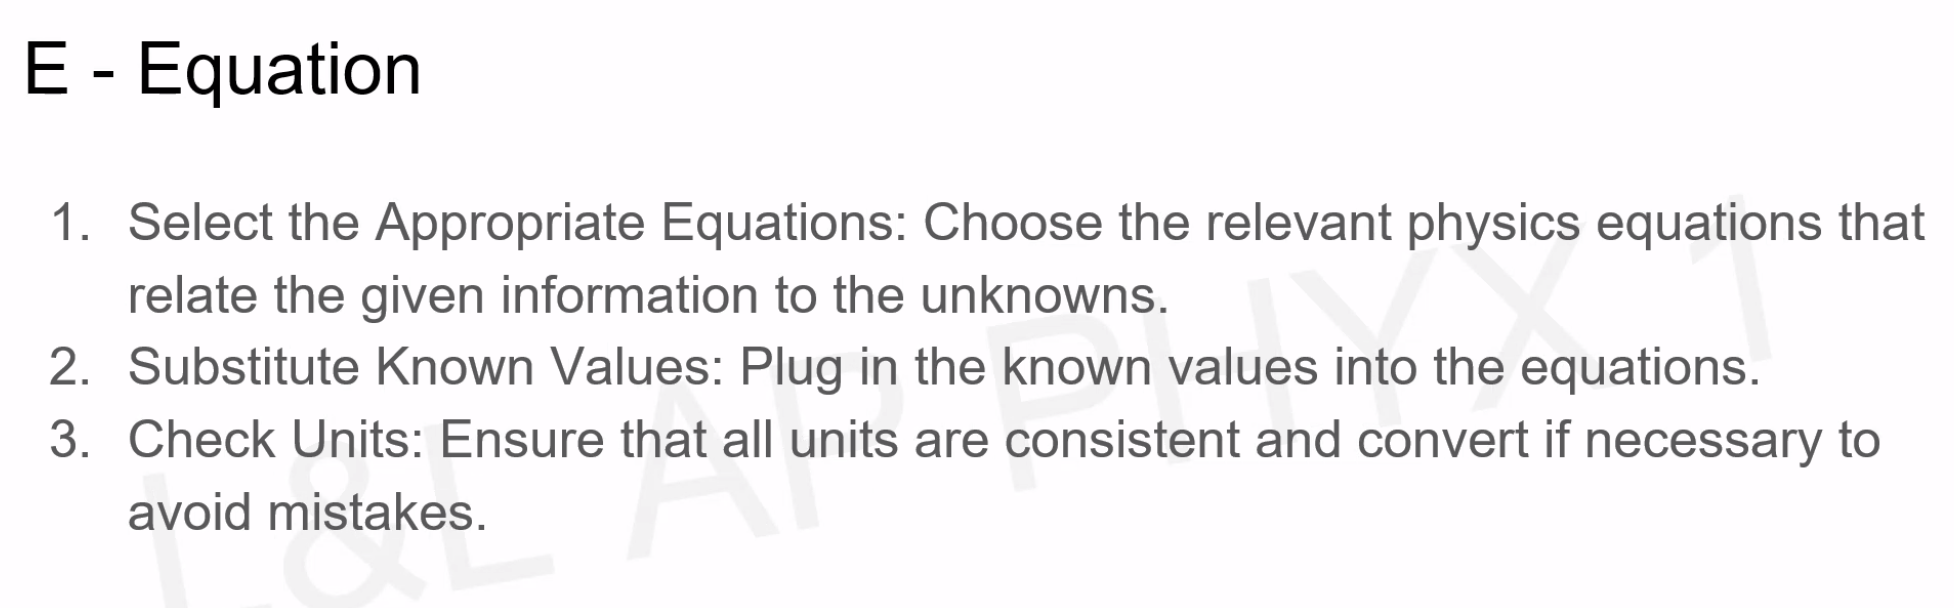 E - Equation
1. Select the Appropriate Equations: Choose the relevant physics equations that
relate the given information to the unknowns.
2. Substitute Known Values: Plug in the known values into the equations.
3. Check Units: Ensure that all units are consistent and convert if necessary to
avoid mistakes.
L&L AP PHYX 1